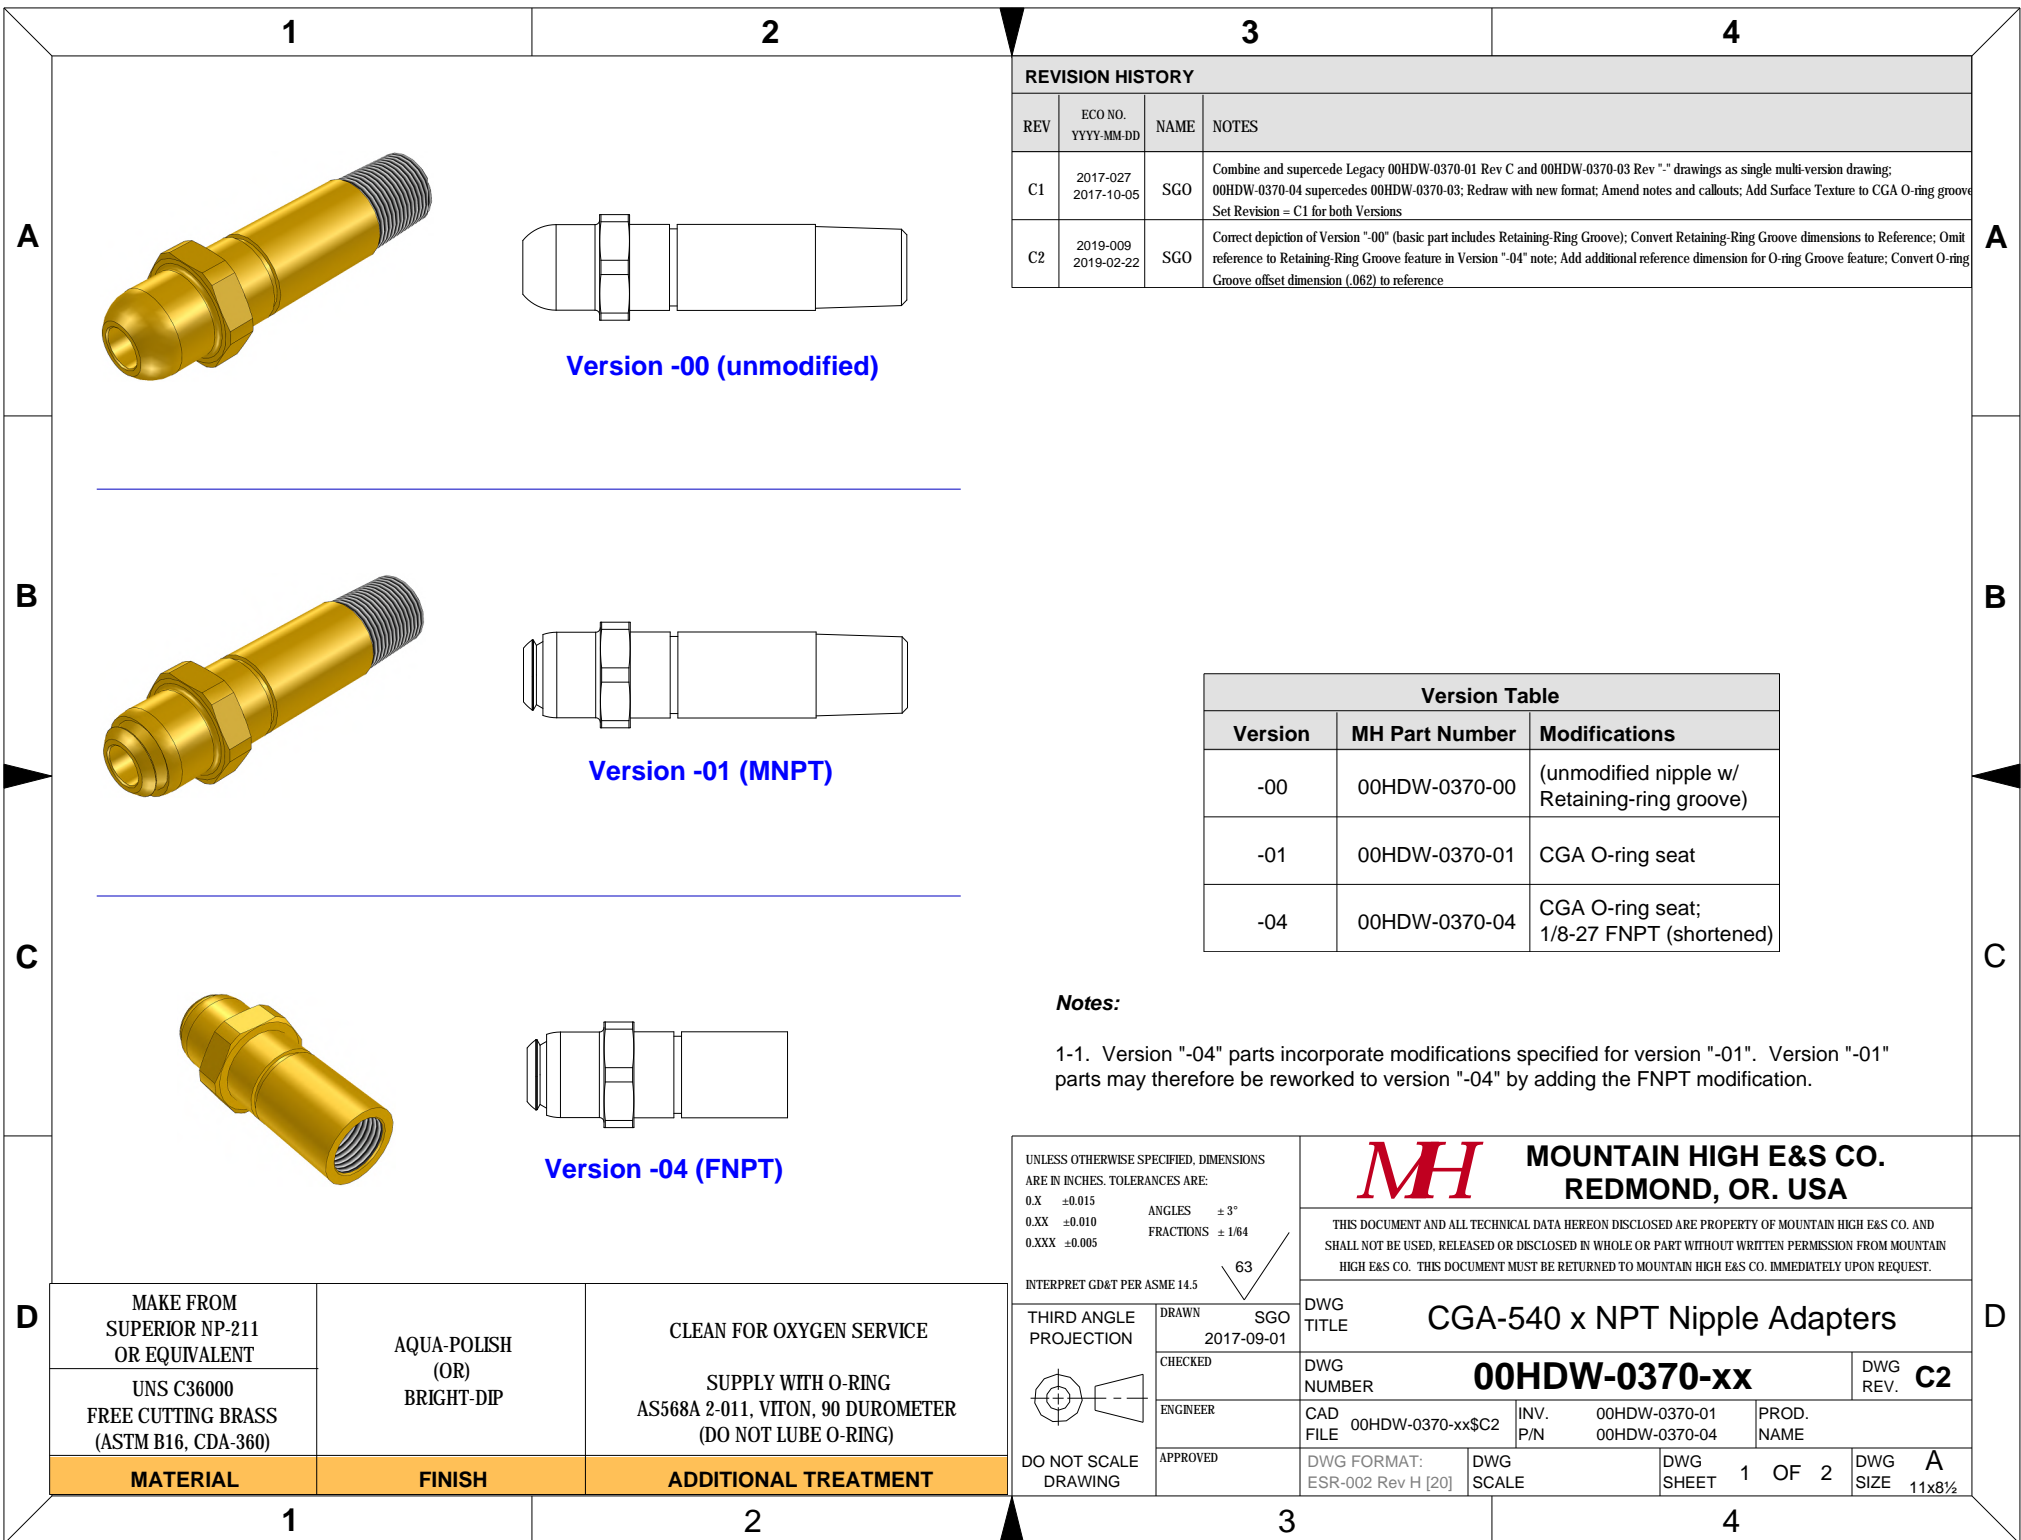 1 2 3 4
A
A
B
B
C
C
D
D
REVISION HISTORY
REV
ECO NO.
YYYY-MM-DD
NAME
NOTES
C1
2017-027
2017-10-05
SGO
Combine and supercede Legacy 00HDW-0370-01 Rev C and 00HDW-0370-03 Rev "-" drawings as single multi-version drawing;
00HDW-0370-04 supercedes 00HDW-0370-03; Redraw with new format; Amend notes and callouts; Add Surface Texture to CGA O-ring groove
Set Revision = C1 for both Versions
C2
2019-009
2019-02-22
SGO
Correct depiction of Version "-00" (basic part includes Retaining-Ring Groove); Convert Retaining-Ring Groove dimensions to Reference; Omit
reference to Retaining-Ring Groove feature in Version "-04" note; Add additional reference dimension for O-ring Groove feature; Convert O-ring
Groove offset dimension (.062) to reference
Version -00 (unmodified)
Version -01 (MNPT)
Version -04 (FNPT)
Version Table
Version
MH Part Number
Modifications
-00
00HDW-0370-00
(unmodified nipple w/
Retaining-ring groove)
-01
00HDW-0370-01
CGA O-ring seat
-04
00HDW-0370-04
CGA O-ring seat;
1/8-27 FNPT (shortened)
Notes:
1-1. Version "-04" parts incorporate modifications specified for version "-01". Version "-01"
parts may therefore be reworked to version "-04" by adding the FNPT modification.
UNLESS OTHERWISE SPECIFIED, DIMENSIONS
ARE IN INCHES. TOLERANCES ARE:
0.X ±0.015
0.XX ±0.010
0.XXX ±0.005
ANGLES ± 3°
FRACTIONS ± 1/64
63
INTERPRET GD&T PER ASME 14.5
MH
MOUNTAIN HIGH E&S CO.
REDMOND, OR. USA
THIS DOCUMENT AND ALL TECHNICAL DATA HEREON DISCLOSED ARE PROPERTY OF MOUNTAIN HIGH E&S CO. AND
SHALL NOT BE USED, RELEASED OR DISCLOSED IN WHOLE OR PART WITHOUT WRITTEN PERMISSION FROM MOUNTAIN
HIGH E&S CO. THIS DOCUMENT MUST BE RETURNED TO MOUNTAIN HIGH E&S CO. IMMEDIATELY UPON REQUEST.
THIRD ANGLE
PROJECTION
DO NOT SCALE
DRAWING
DRAWN
SGO
2017-09-01
CHECKED
ENGINEER
APPROVED
DWG
TITLE
CGA-540 x NPT Nipple Adapters
DWG
NUMBER
00HDW-0370-xx
DWG
REV.
C2
CAD
FILE
00HDW-0370-xx$C2
INV.
P/N
00HDW-0370-01
00HDW-0370-04
PROD.
NAME
DWG FORMAT:
ESR-002 Rev H [20]
DWG
SCALE
DWG
SHEET
1 OF 2
DWG
SIZE
A
11x8½
MAKE FROM
SUPERIOR NP-211
OR EQUIVALENT
UNS C36000
FREE CUTTING BRASS
(ASTM B16, CDA-360)
MATERIAL
AQUA-POLISH
(OR)
BRIGHT-DIP
FINISH
CLEAN FOR OXYGEN SERVICE
SUPPLY WITH O-RING
AS568A 2-011, VITON, 90 DUROMETER
(DO NOT LUBE O-RING)
ADDITIONAL TREATMENT
1 2 3 4